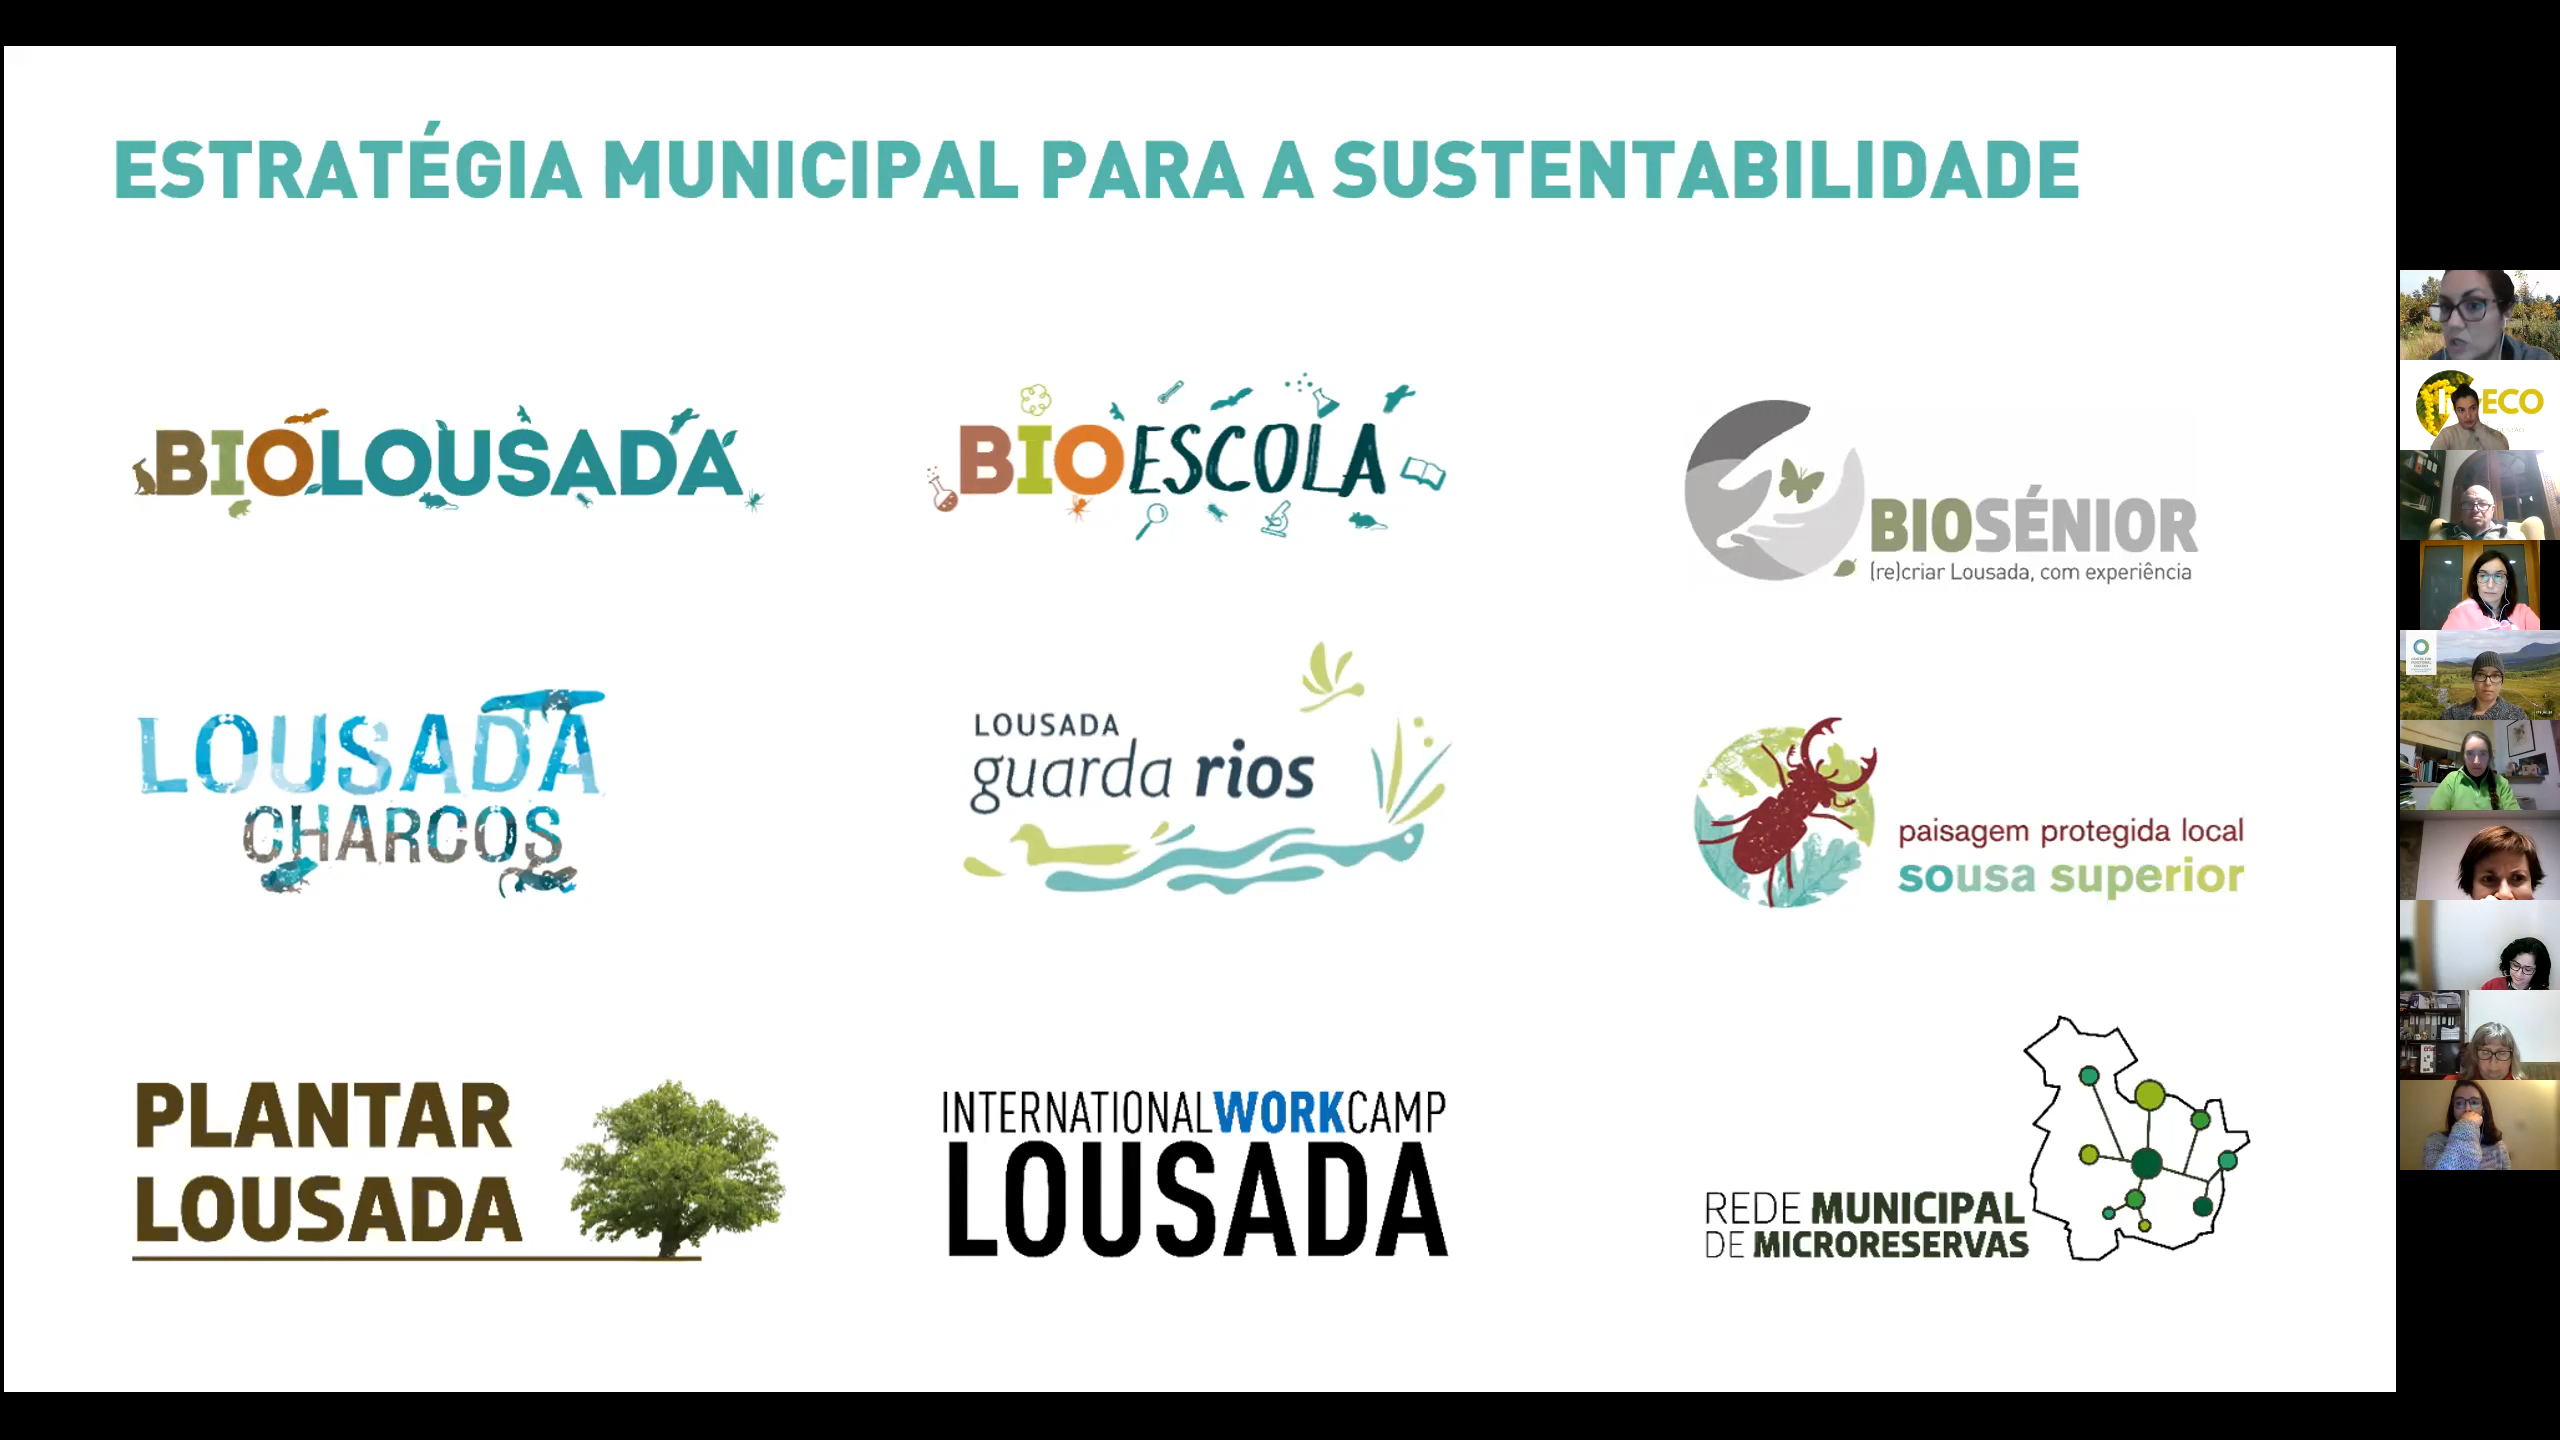 ESTRATÉGIA MUNICIPAL PARA A SUSTENTABILIDADE
BIOLOUSADA
BIOESCOLA
BIOSÉNIOR
(re)criar Lousada, com experiência
LOUSADA
CHARCOS
LOUSADA
guarda rios
paisagem protegida local
sousa superior
PLANTAR
LOUSADA
INTERNATIONALWORKCAMP
LOUSADA
REDE MUNICIPAL
DE MICRORESERVAS
ECO